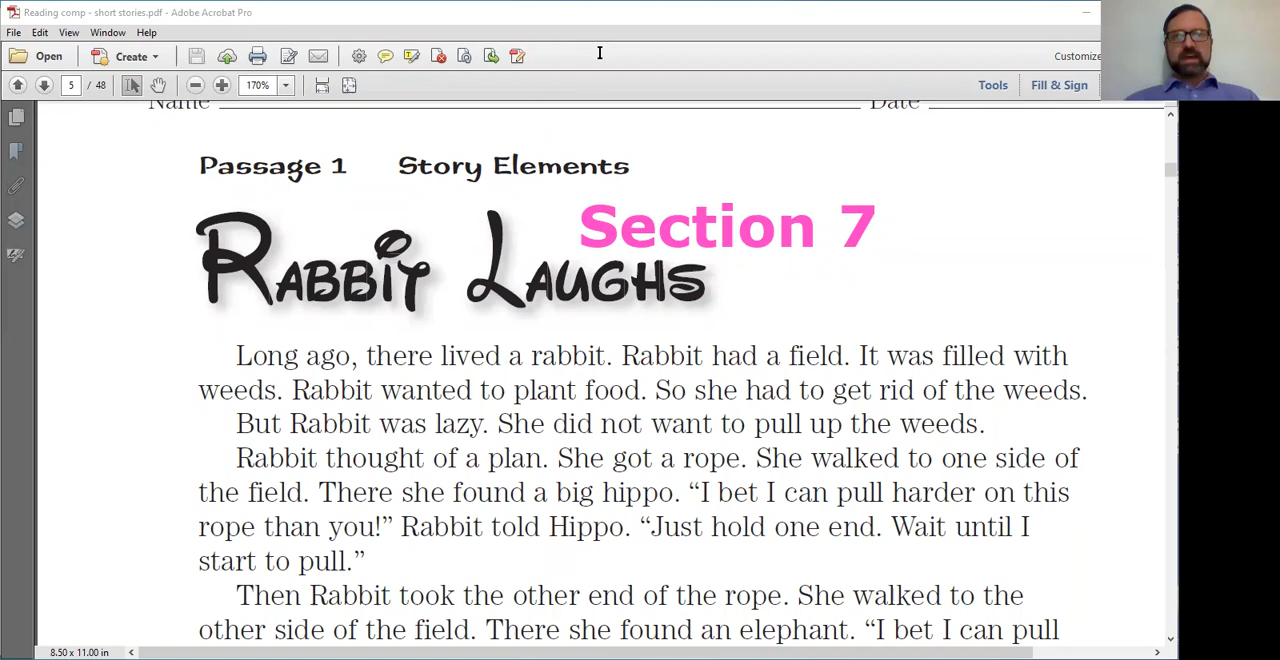 Reading comp - short stories.pdf - Adobe Acrobat Pro
File Edit View Window Help
Open Create Customize
5 / 48 170% Tools Fill & Sign
Name Date
Passage 1 Story Elements
Section 7
Rabbit Laughs
Long ago, there lived a rabbit. Rabbit had a field. It was filled with
weeds. Rabbit wanted to plant food. So she had to get rid of the weeds.
But Rabbit was lazy. She did not want to pull up the weeds.
Rabbit thought of a plan. She got a rope. She walked to one side of
the field. There she found a big hippo. “I bet I can pull harder on this
rope than you!” Rabbit told Hippo. “Just hold one end. Wait until I
start to pull.”
Then Rabbit took the other end of the rope. She walked to the
other side of the field. There she found an elephant. “I bet I can pull
8.50 x 11.00 in